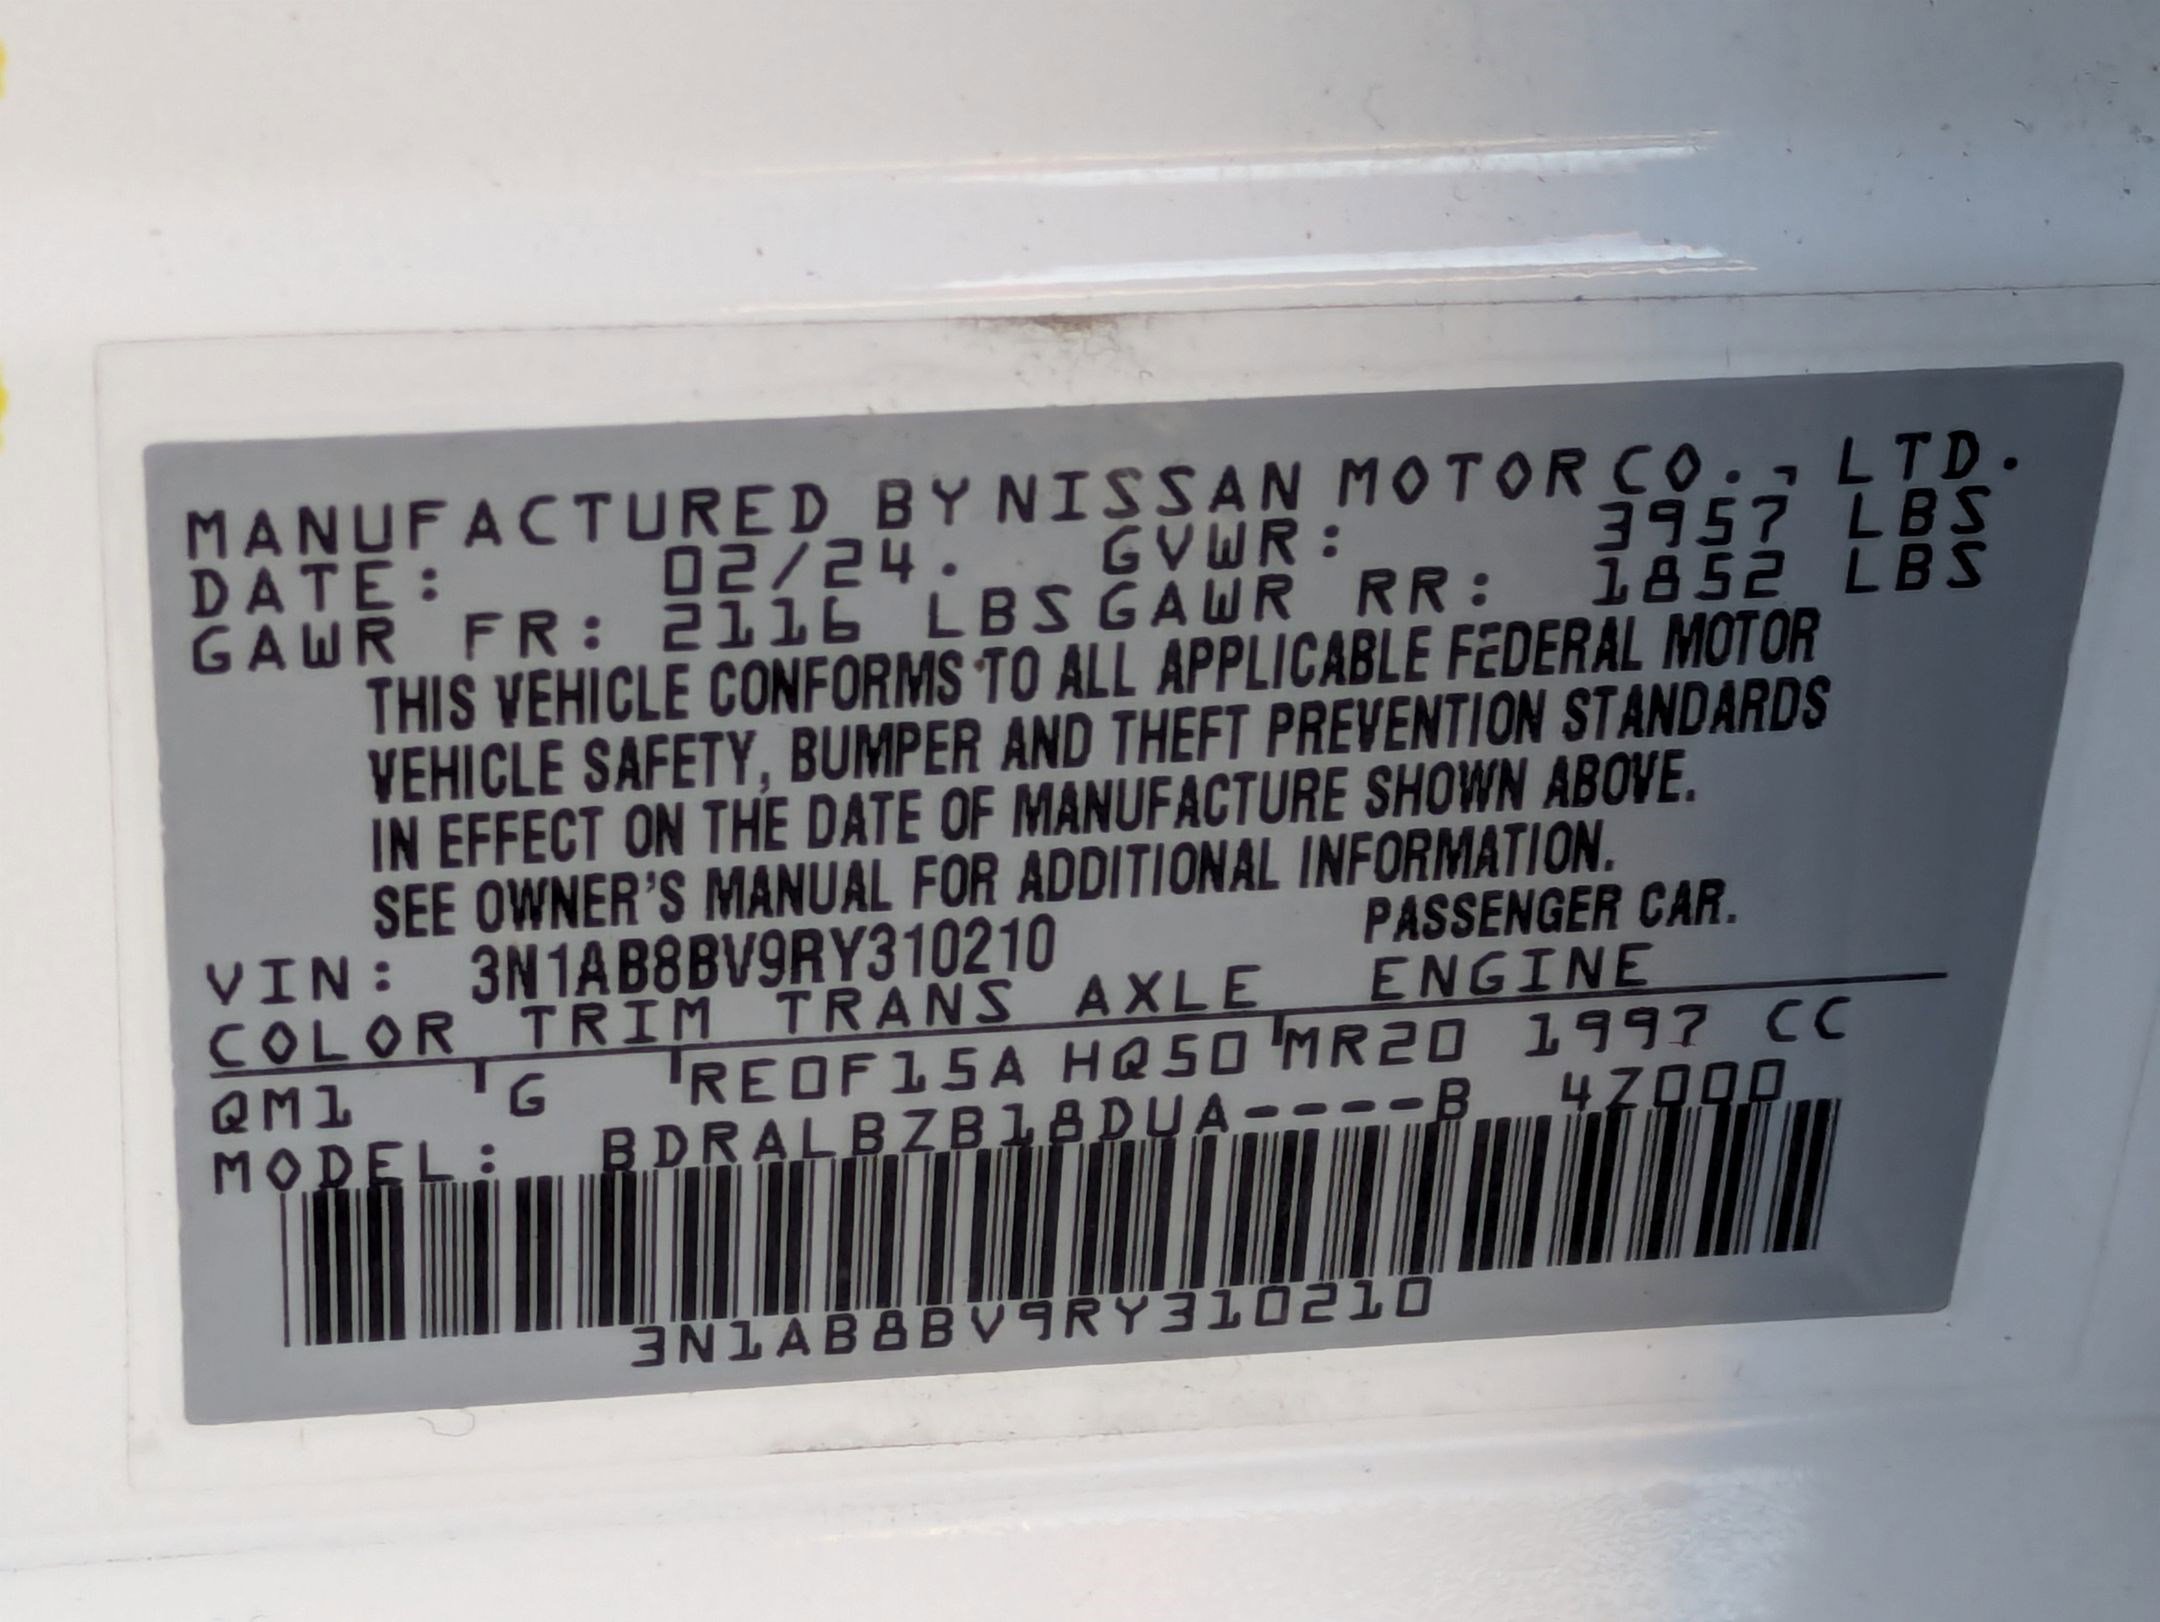 MANUFACTURED BY NISSAN MOTOR CO., LTD.
DATE: 02/24. GVWR: 3957 LBS
GAWR FR: 2116 LBS GAWR RR: 1852 LBS
THIS VEHICLE CONFORMS TO ALL APPLICABLE FEDERAL MOTOR
VEHICLE SAFETY, BUMPER AND THEFT PREVENTION STANDARDS
IN EFFECT ON THE DATE OF MANUFACTURE SHOWN ABOVE.
SEE OWNER'S MANUAL FOR ADDITIONAL INFORMATION.
VIN: 3N1AB8BV9RY310210 PASSENGER CAR.
COLOR TRIM TRANS AXLE ENGINE
QM1 G RE0F15A HQ50 MR20 1997 CC
MODEL: BDRALBZB18DUA----B 4Z000
3N1AB8BV9RY310210